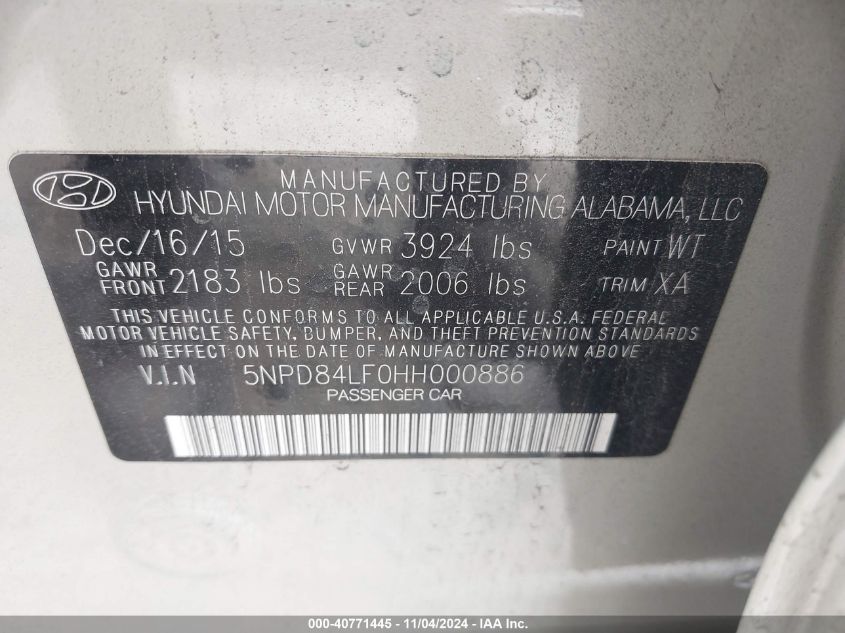 MANUFACTURED BY
HYUNDAI MOTOR MANUFACTURING ALABAMA, LLC
Dec/16/15 GVWR 3924 lbs PAINT WT
GAWR FRONT 2183 lbs GAWR REAR 2006 lbs TRIM XA
THIS VEHICLE CONFORMS TO ALL APPLICABLE U.S.A. FEDERAL
MOTOR VEHICLE SAFETY, BUMPER, AND THEFT PREVENTION STANDARDS
IN EFFECT ON THE DATE OF MANUFACTURE SHOWN ABOVE.
V.I.N 5NPD84LF0HH000886
PASSENGER CAR
000-40771445 - 11/04/2024 - IAA Inc.